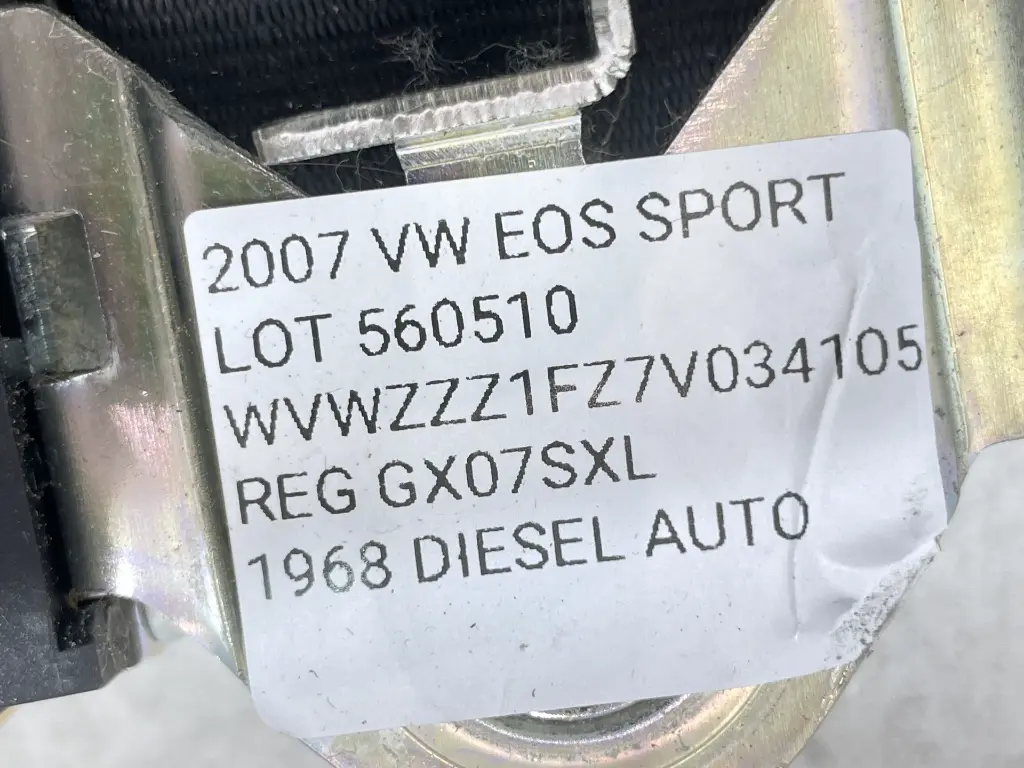 2007 VW EOS SPORT
LOT 560510
WVWZZZ1FZ7V034105
REG GX07SXL
1968 DIESEL AUTO